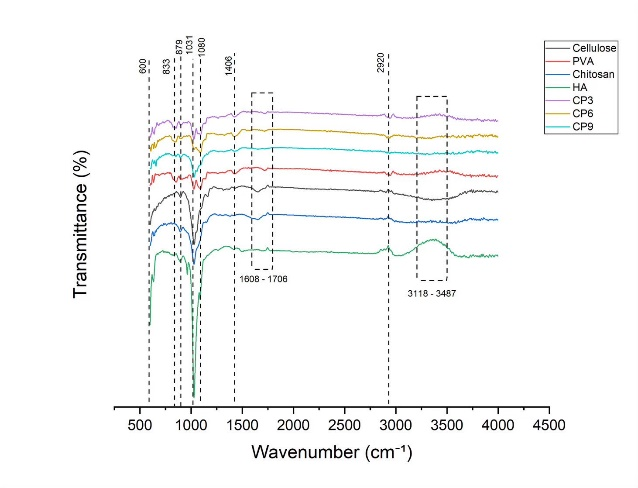 600
833
879
1031
1080
1406
2920
Cellulose
PVA
Chitosan
HA
CP3
CP6
CP9
Transmittance (%)
1608 - 1706
3118 - 3487
500 1000 1500 2000 2500 3000 3500 4000 4500
Wavenumber (cm⁻¹)